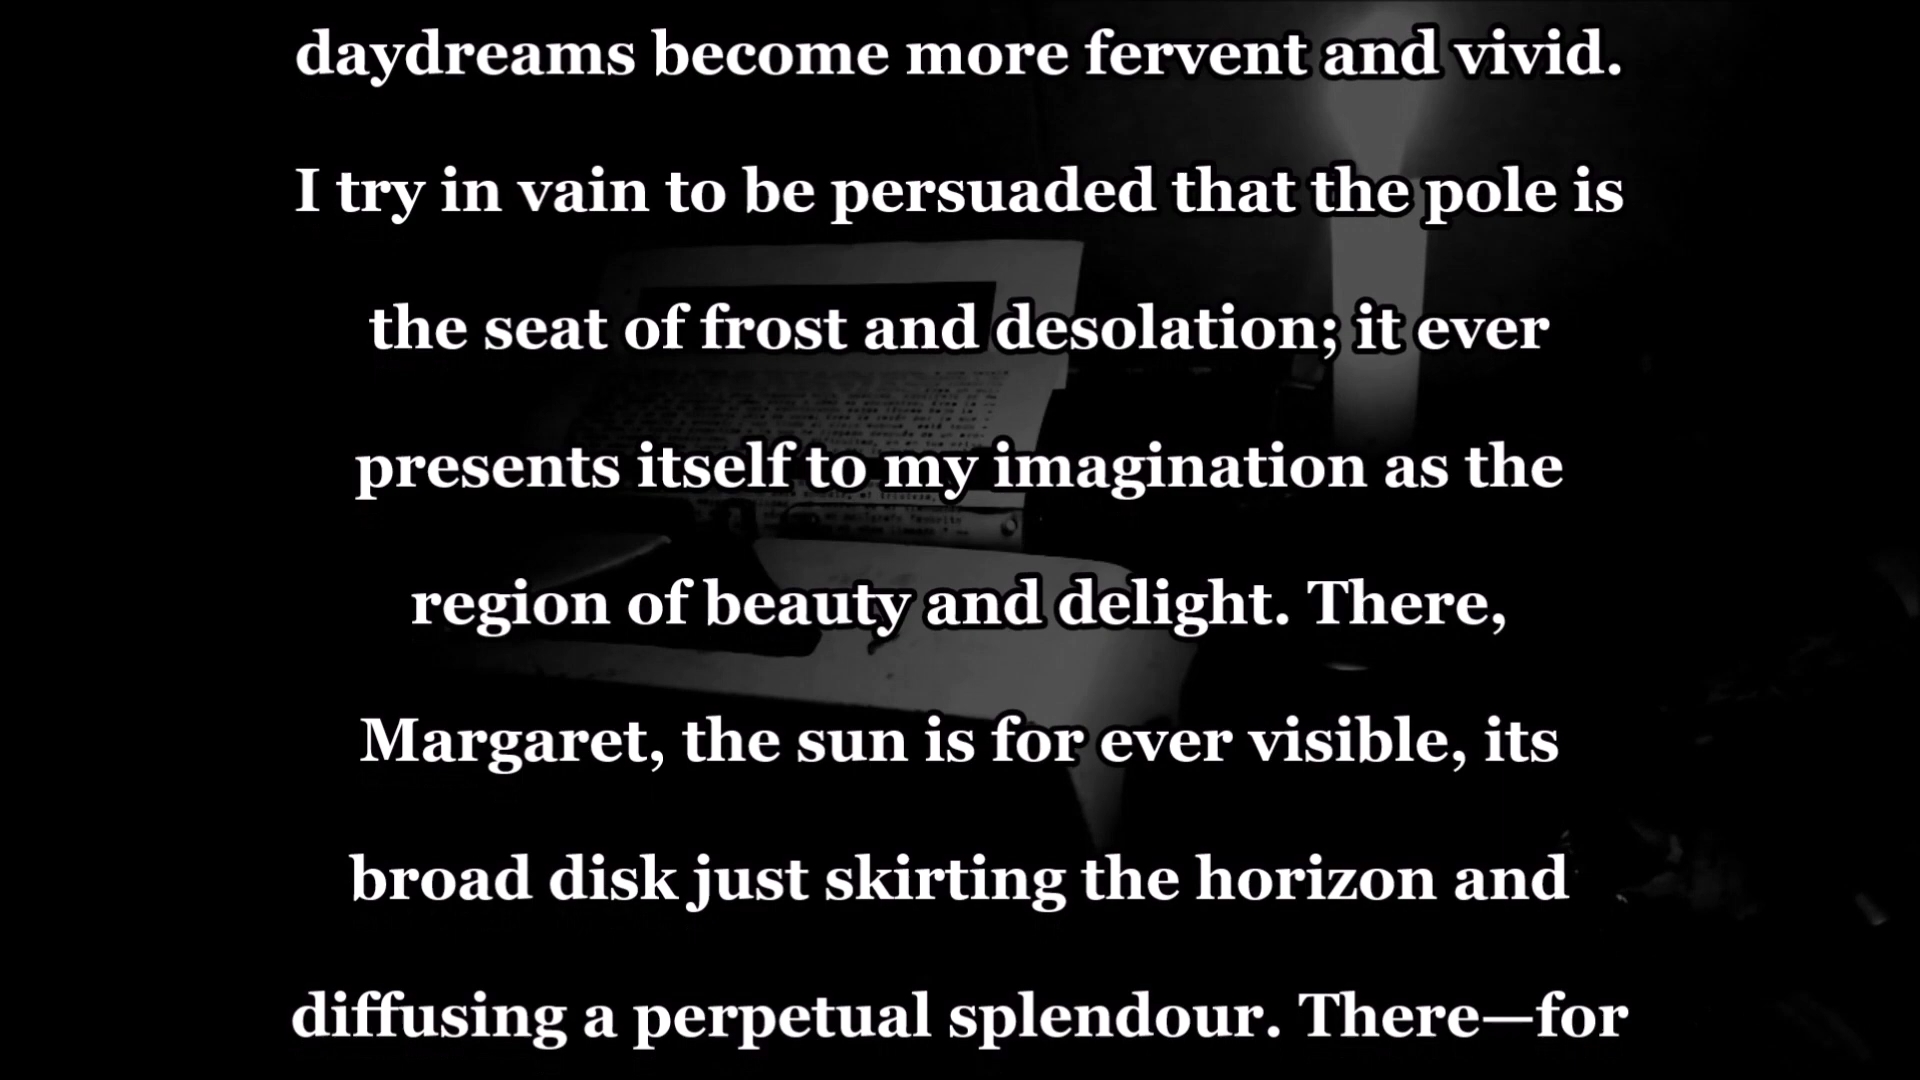 daydreams become more fervent and vivid.
I try in vain to be persuaded that the pole is
the seat of frost and desolation; it ever
presents itself to my imagination as the
region of beauty and delight. There,
Margaret, the sun is for ever visible, its
broad disk just skirting the horizon and
diffusing a perpetual splendour. There—for